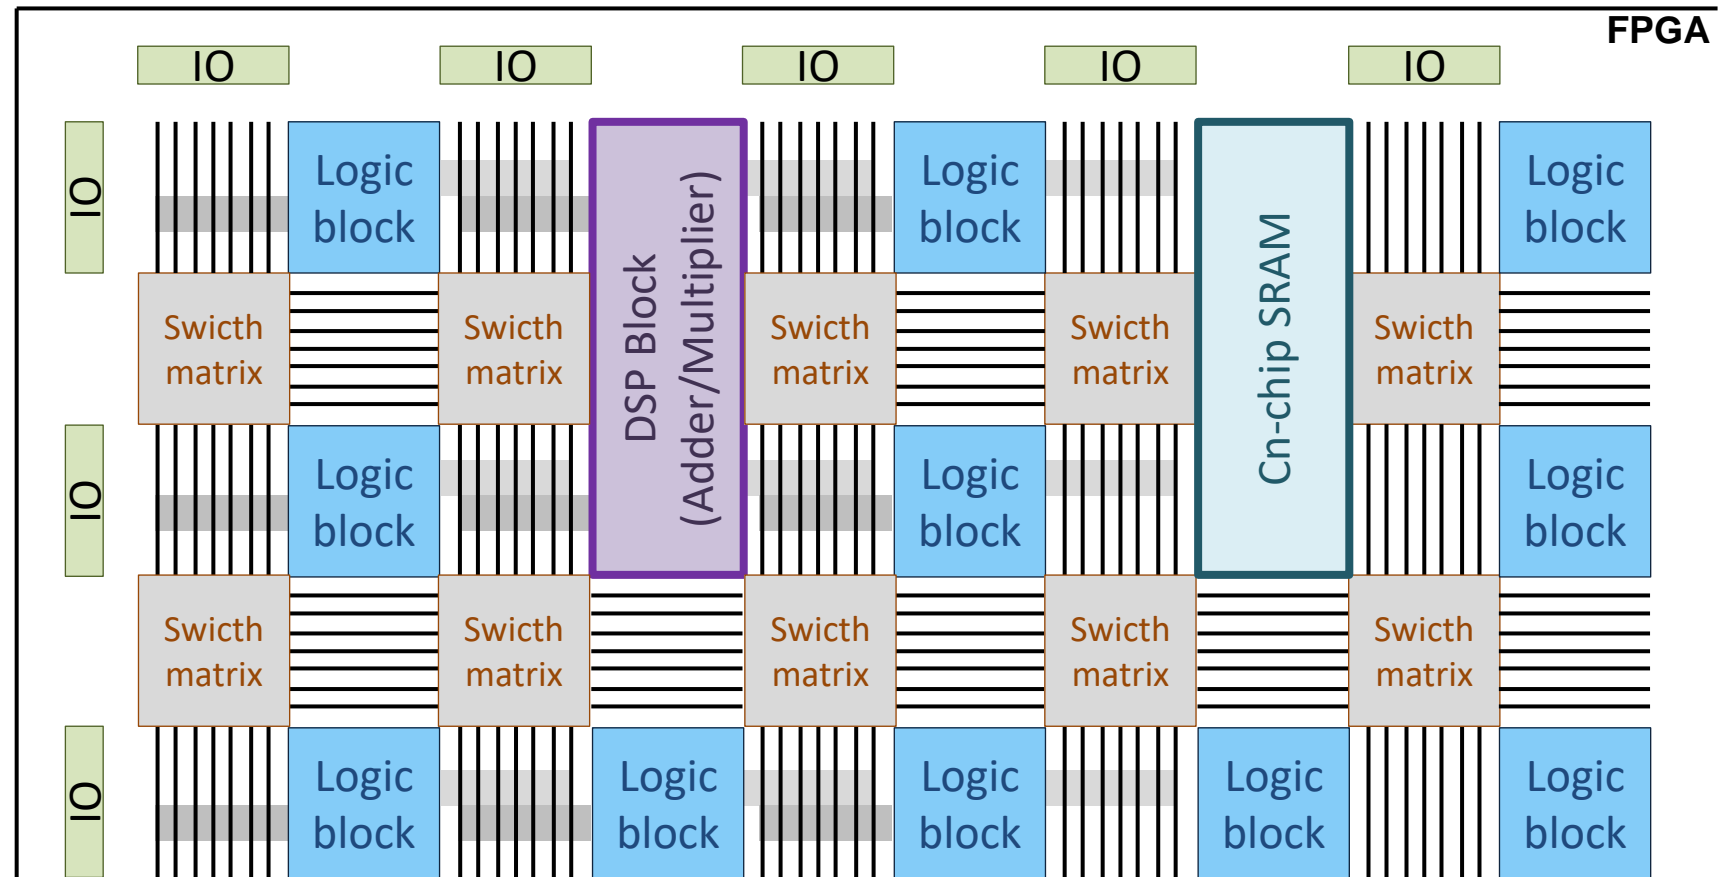 FPGA
IO
IO
IO
IO
IO
IO
Logic
block
DSP Block
(Adder/Multiplier)
Logic
block
Cn-chip SRAM
Logic
block
Swicth
matrix
Swicth
matrix
Swicth
matrix
Swicth
matrix
Swicth
matrix
IO
Logic
block
Logic
block
Logic
block
Swicth
matrix
Swicth
matrix
Swicth
matrix
Swicth
matrix
Swicth
matrix
IO
Logic
block
Logic
block
Logic
block
Logic
block
Logic
block